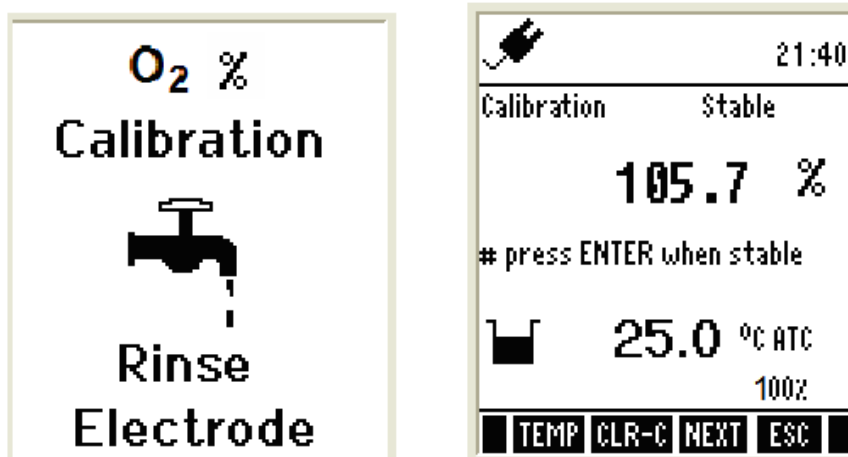 O₂ %
Calibration
Rinse
Electrode
21:40
Calibration Stable
105.7 %
# press ENTER when stable
25.0 ºC ATC
100%
TEMP CLR-C NEXT ESC